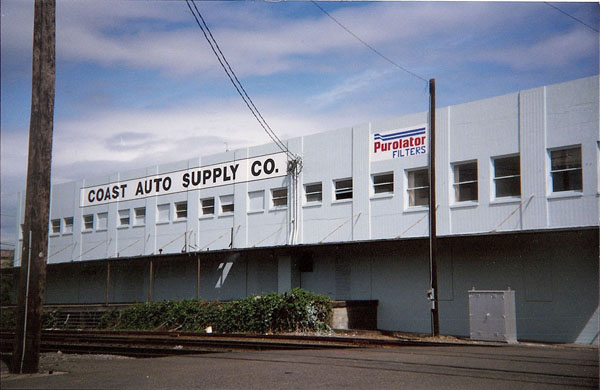 COAST AUTO SUPPLY CO.
Purolator
FILTERS